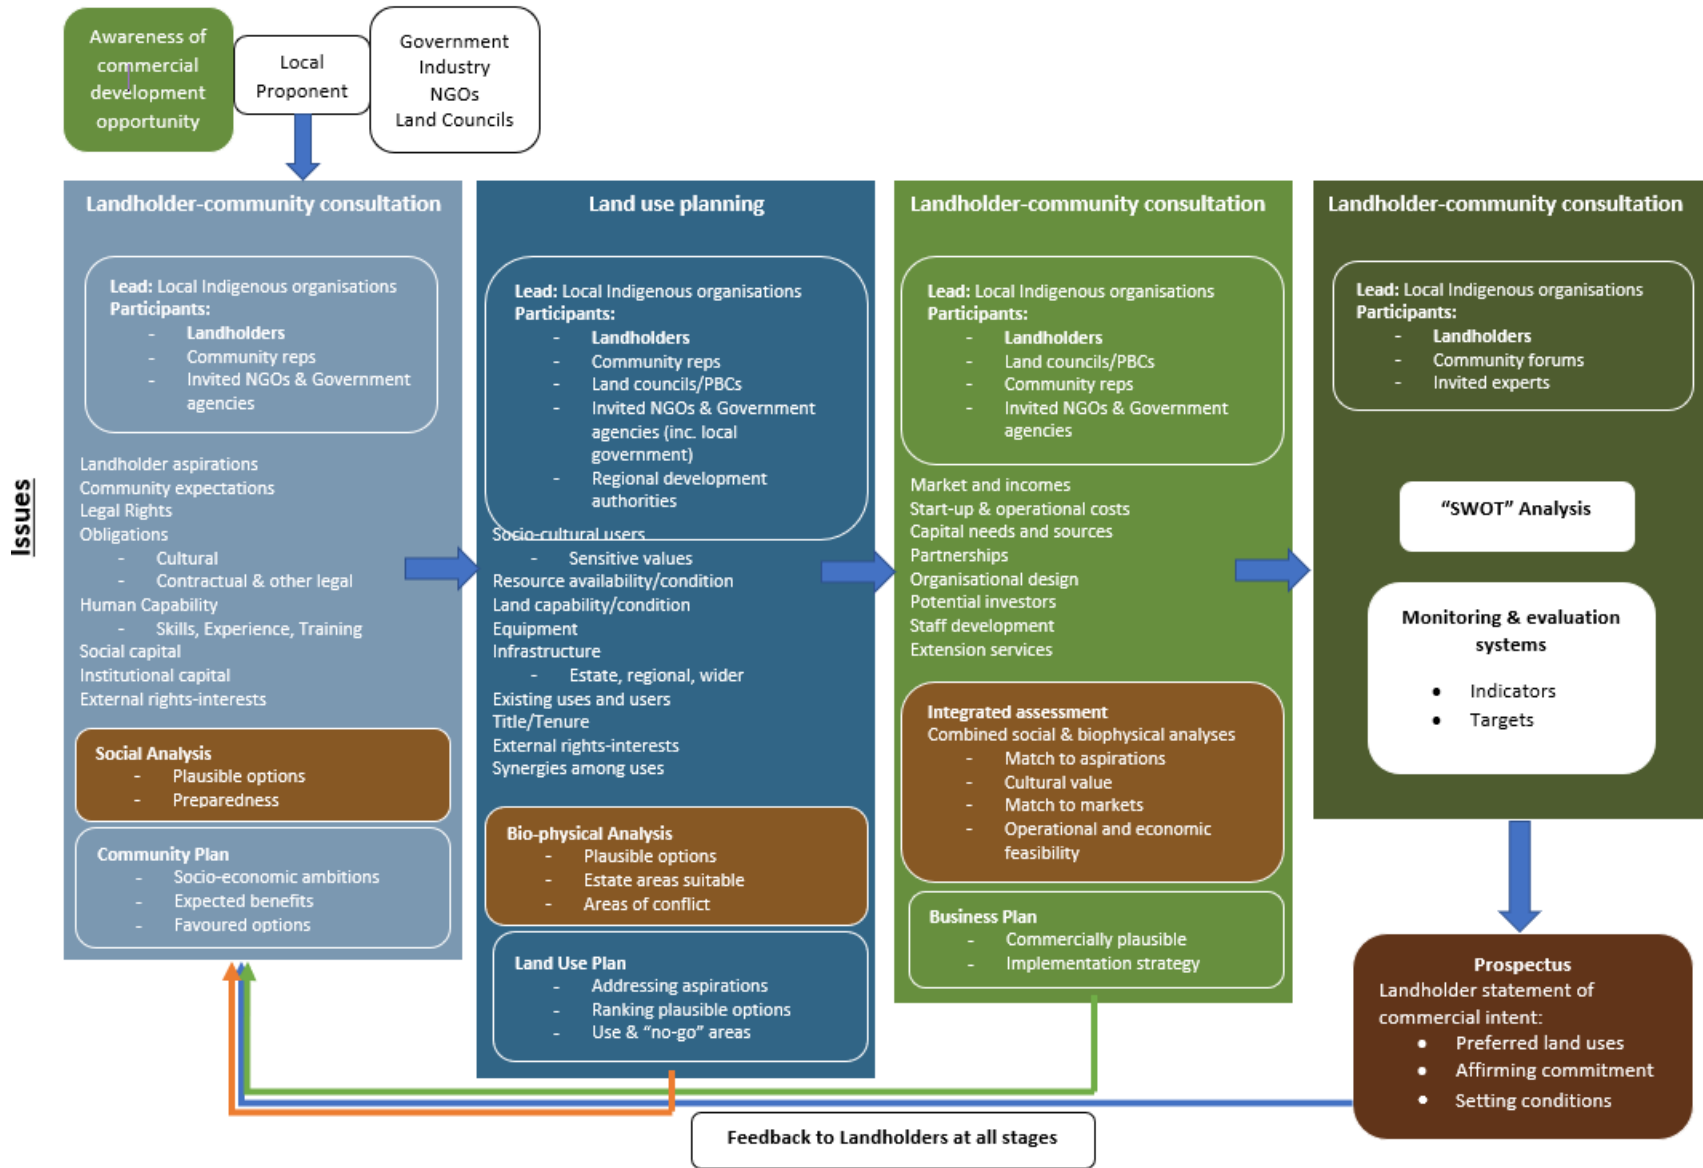 Awareness of
commercial
development
opportunity
Local
Proponent
Government
Industry
NGOs
Land Councils
Issues
Landholder-community consultation
Lead: Local Indigenous organisations
Participants:
- Landholders
- Community reps
- Invited NGOs & Government
agencies
Landholder aspirations
Community expectations
Legal Rights
Obligations
- Cultural
- Contractual & other legal
Human Capability
- Skills, Experience, Training
Social capital
Institutional capital
External rights-interests
Social Analysis
- Plausible options
- Preparedness
Community Plan
- Socio-economic ambitions
- Expected benefits
- Favoured options
Land use planning
Lead: Local Indigenous organisations
Participants:
- Landholders
- Community reps
- Land councils/PBCs
- Invited NGOs & Government
agencies (inc. local
government)
- Regional development
authorities
Socio-cultural users
- Sensitive values
Resource availability/condition
Land capability/condition
Equipment
Infrastructure
- Estate, regional, wider
Existing uses and users
Title/Tenure
External rights-interests
Synergies among uses
Bio-physical Analysis
- Plausible options
- Estate areas suitable
- Areas of conflict
Land Use Plan
- Addressing aspirations
- Ranking plausible options
- Use & “no-go” areas
Landholder-community consultation
Lead: Local Indigenous organisations
Participants:
- Landholders
- Land councils/PBCs
- Community reps
- Invited NGOs & Government
agencies
Market and incomes
Start-up & operational costs
Capital needs and sources
Partnerships
Organisational design
Potential investors
Staff development
Extension services
Integrated assessment
Combined social & biophysical analyses
- Match to aspirations
- Cultural value
- Match to markets
- Operational and economic
feasibility
Business Plan
- Commercially plausible
- Implementation strategy
Landholder-community consultation
Lead: Local Indigenous organisations
Participants:
- Landholders
- Community forums
- Invited experts
“SWOT” Analysis
Monitoring & evaluation
systems
● Indicators
● Targets
Prospectus
Landholder statement of
commercial intent:
● Preferred land uses
● Affirming commitment
● Setting conditions
Feedback to Landholders at all stages